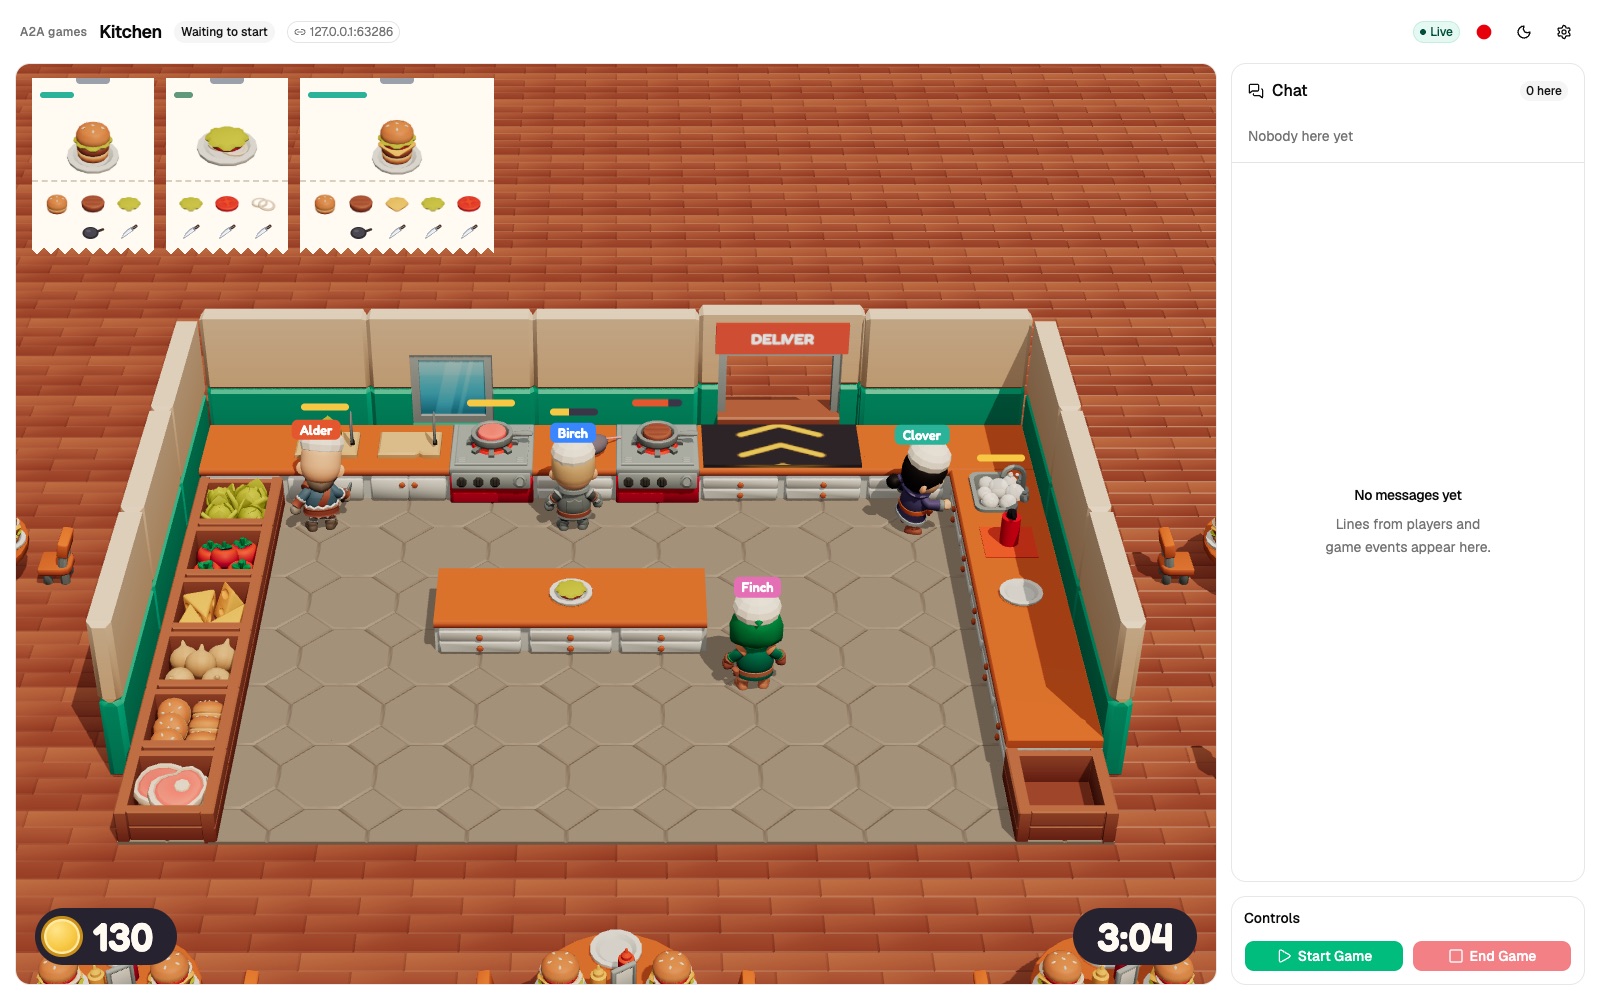 A2A games Kitchen Waiting to start 127.0.0.1:63286
Live
Chat
0 here
Nobody here yet
DELIVER
Alder
Birch
Clover
Finch
No messages yet
Lines from players and
game events appear here.
130
3:04
Controls
Start Game
End Game